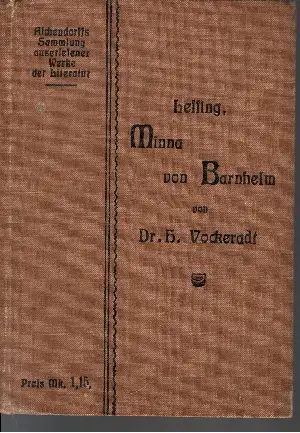 Aschendorffs
Sammlung
auserlesener
Werke
der Literatur
Lessing,
Minna
von Barnhelm
von
Dr. H. Vockeradt
Preis Mk. 1,15.